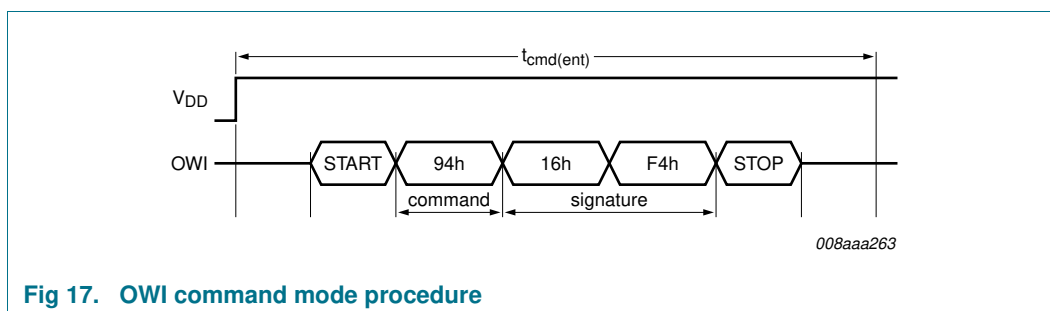 tcmd(ent)
VDD
OWI START 94h 16h F4h STOP
command signature
008aaa263
Fig 17. OWI command mode procedure